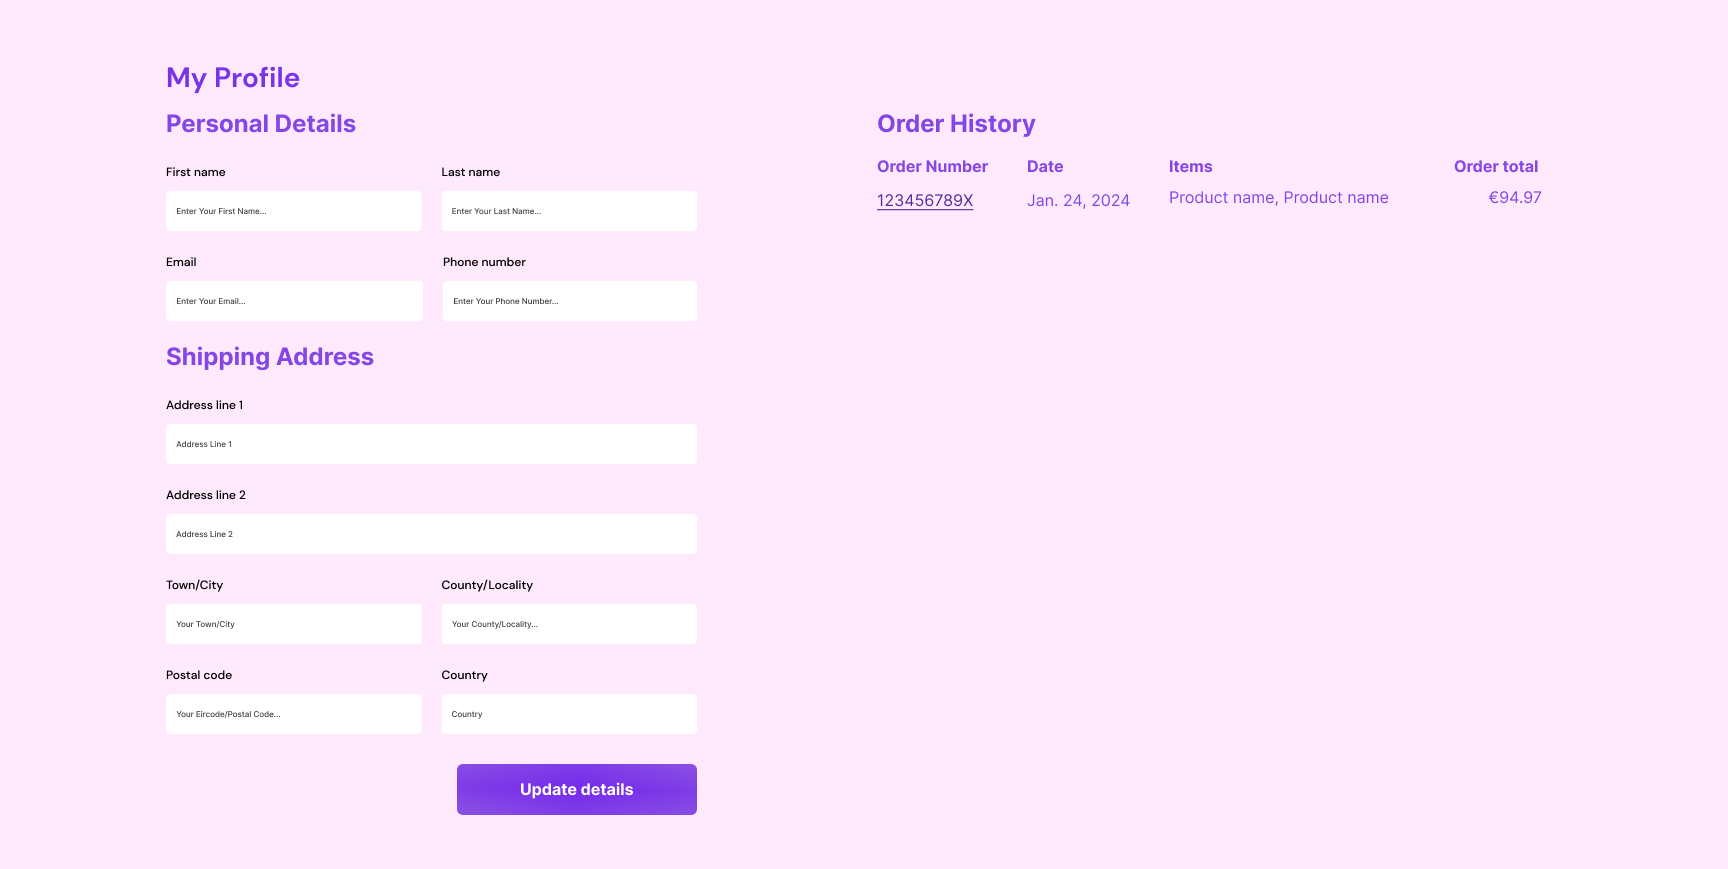 My Profile
Personal Details
First name Last name
Enter Your First Name... Enter Your Last Name...
Email Phone number
Enter Your Email... Enter Your Phone Number...
Shipping Address
Address line 1
Address Line 1
Address line 2
Address Line 2
Town/City County/Locality
Your Town/City Your County/Locality...
Postal code Country
Your Eircode/Postal Code... Country
Update details
Order History
Order Number Date Items Order total
123456789X Jan. 24, 2024 Product name, Product name €94.97